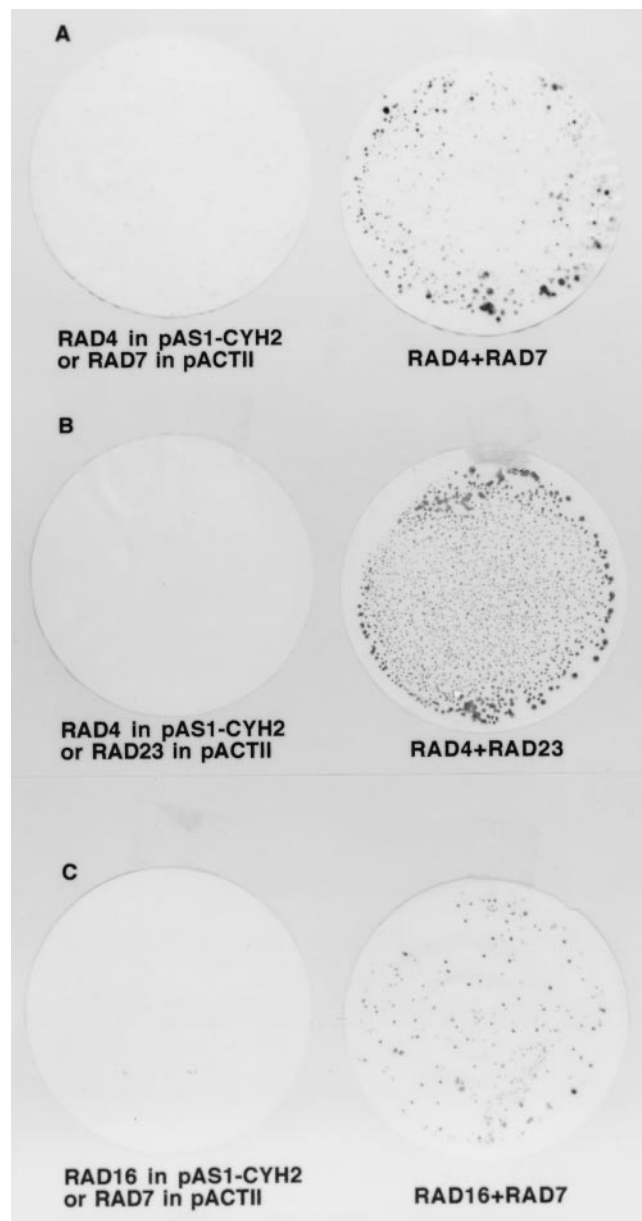 A
RAD4 in pAS1-CYH2
or RAD7 in pACTII
RAD4+RAD7
B
RAD4 in pAS1-CYH2
or RAD23 in pACTII
RAD4+RAD23
C
RAD16 in pAS1-CYH2
or RAD7 in pACTII
RAD16+RAD7